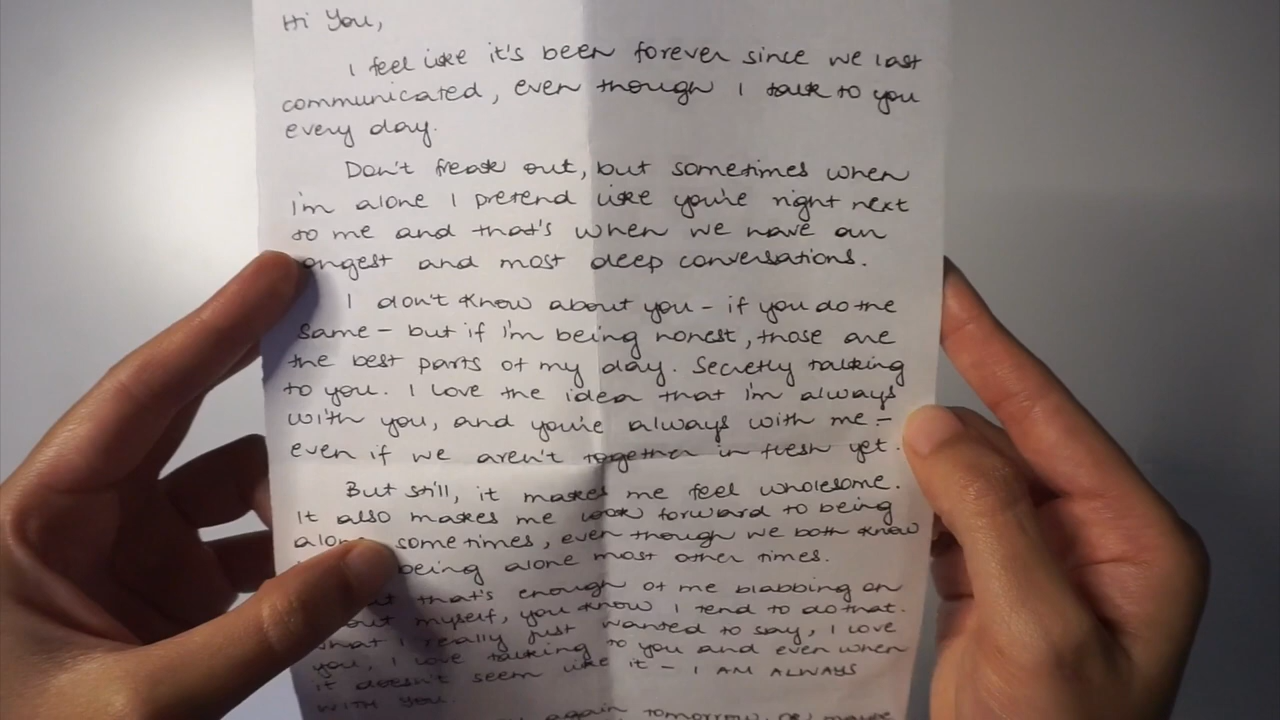 Hi You,
I feel like it's been forever since we last
communicated, even though I talk to you
every day.
Don't freak out, but sometimes when
i'm alone I pretend like you're right next
to me and that's when we have our
ongest and most deep conversations.
I don't know about you - if you do the
same - but if i'm being honest, those are
the best parts of my day. Secretly talking
to you. I love the idea that i'm always
with you, and you're always with me -
even if we aren't together in flesh yet.
But still, it makes me feel wholesome.
It also makes me look forward to being
alone sometimes, even though we both know
being alone most other times.
that's enough of me blabbing on
myself, you know I tend to do that.
what I really just wanted to say, I love
you, I love talking to you and even when
it doesn't seem like it - I AM ALWAYS
WITH YOU.
again tomorrow, or maybe